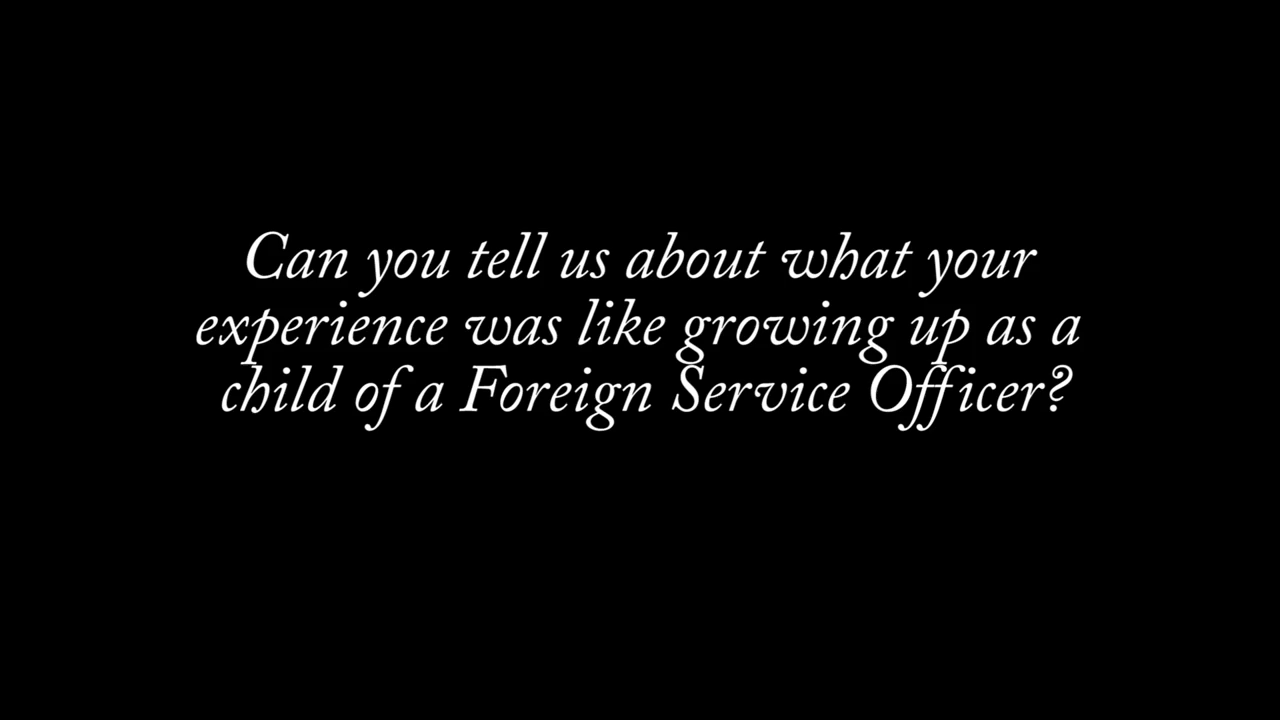 Can you tell us about what your
experience was like growing up as a
child of a Foreign Service Officer?